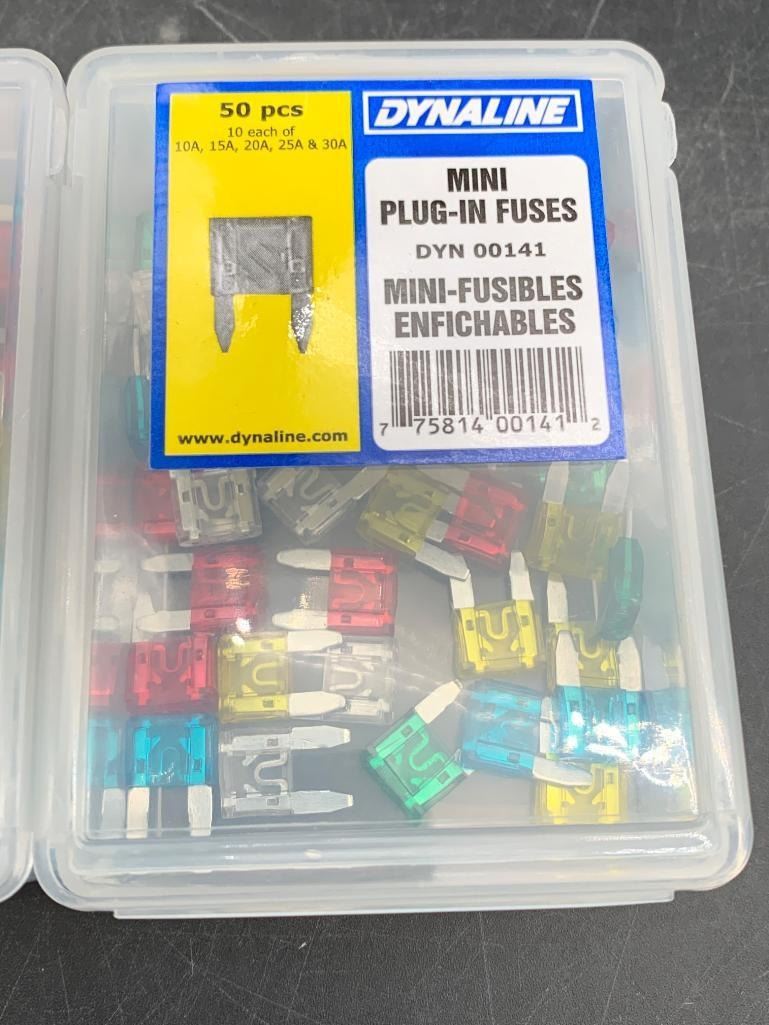 50 pcs
10 each of
10A, 15A, 20A, 25A & 30A
www.dynaline.com
DYNALINE
MINI
PLUG-IN FUSES
DYN 00141
MINI-FUSIBLES
ENFICHABLES
7 75814 00141 2